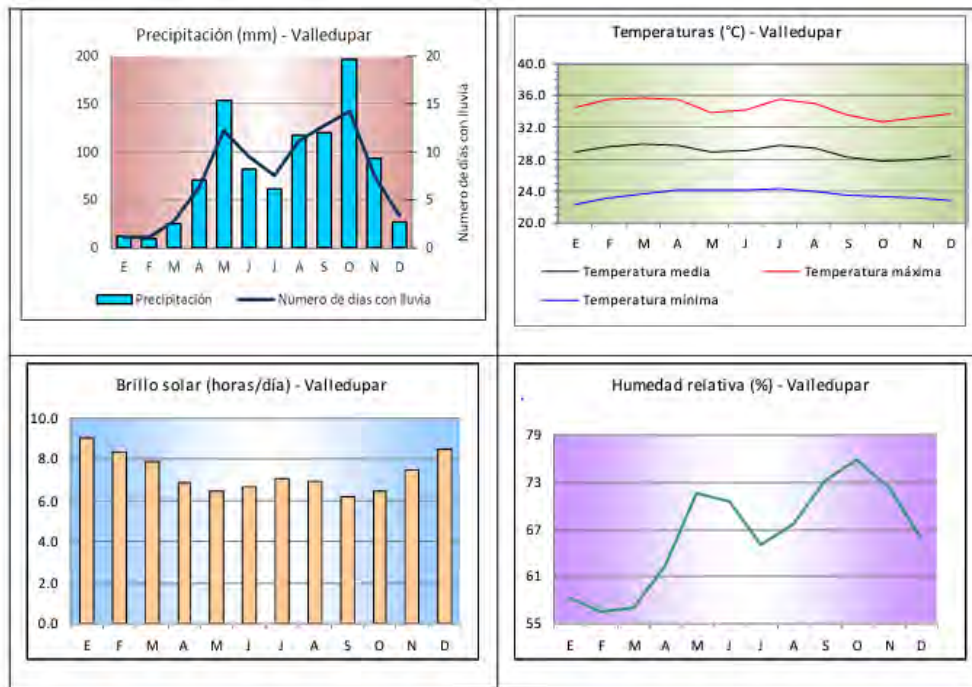 Precipitación (mm) - Valledupar
200
150
100
50
0
20
15
10
5
0
Numero de días con lluvia
E F M A M J J A S O N D
Precipitación Número de días con lluvia
Temperaturas (°C) - Valledupar
40.0
36.0
32.0
28.0
24.0
20.0
E F M A M J J A S O N D
Temperatura media Temperatura máxima
Temperatura mínima
Brillo solar (horas/día) - Valledupar
10.0
8.0
6.0
4.0
2.0
0.0
E F M A M J J A S O N D
Humedad relativa (%) - Valledupar
79
73
67
61
55
E F M A M J J A S O N D